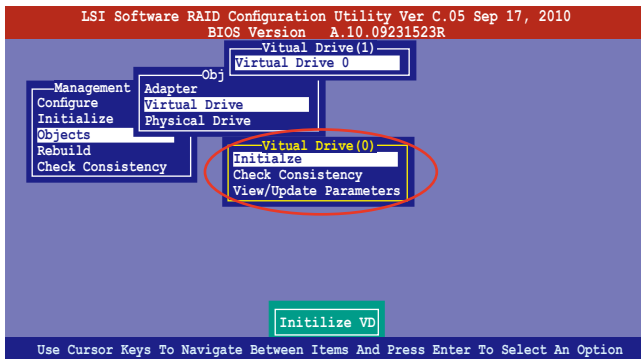 LSI Software RAID Configuration Utility Ver C.05 Sep 17, 2010
BIOS Version A.10.09231523R
Vitual Drive(1)
Virtual Drive 0
Obj
Adapter
Virtual Drive
Physical Drive
Management
Configure
Initialize
Objects
Rebuild
Check Consistency
Vitual Drive(0)
Initialze
Check Consistency
View/Update Parameters
Initilize VD
Use Cursor Keys To Navigate Between Items And Press Enter To Select An Option